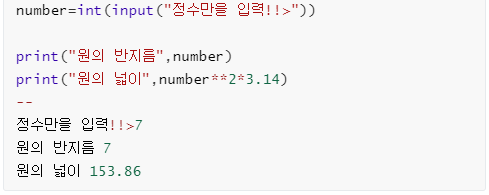 number=int(input("정수만을 입력!!>"))
print("원의 반지름",number)
print("원의 넓이",number**2*3.14)
--
정수만을 입력!!>7
원의 반지름 7
원의 넓이 153.86